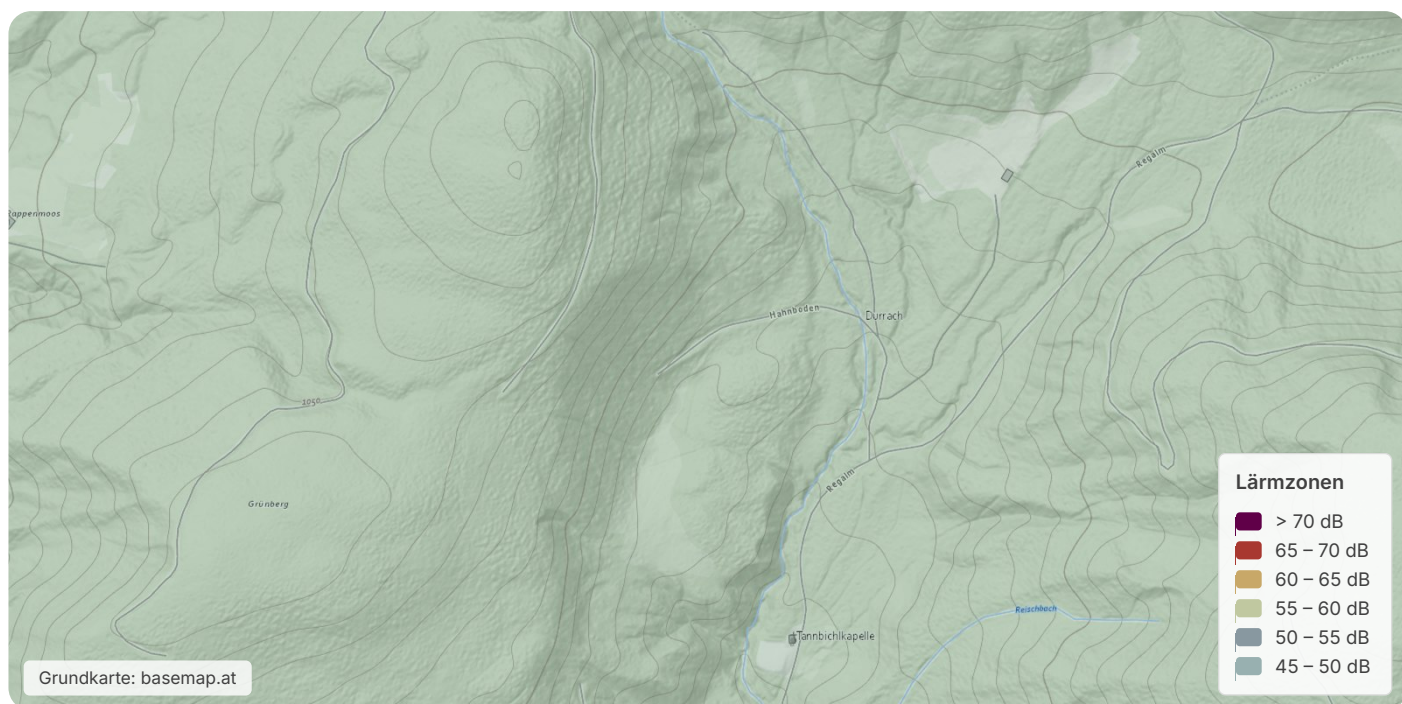 Regalm
Rappenmoos
Hahnboden
Durrach
1050
Regalm
Grünberg
Reischbach
Tannbichlkapelle
Lärmzonen
> 70 dB
65 – 70 dB
60 – 65 dB
55 – 60 dB
50 – 55 dB
45 – 50 dB
Grundkarte: basemap.at